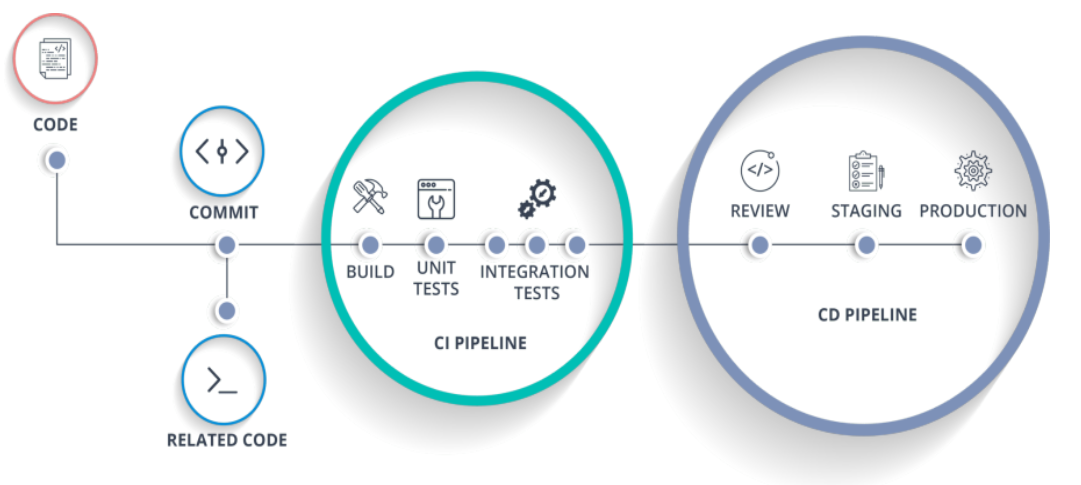 CODE
COMMIT
RELATED CODE
BUILD
UNIT
TESTS
INTEGRATION
TESTS
CI PIPELINE
REVIEW
STAGING
PRODUCTION
CD PIPELINE